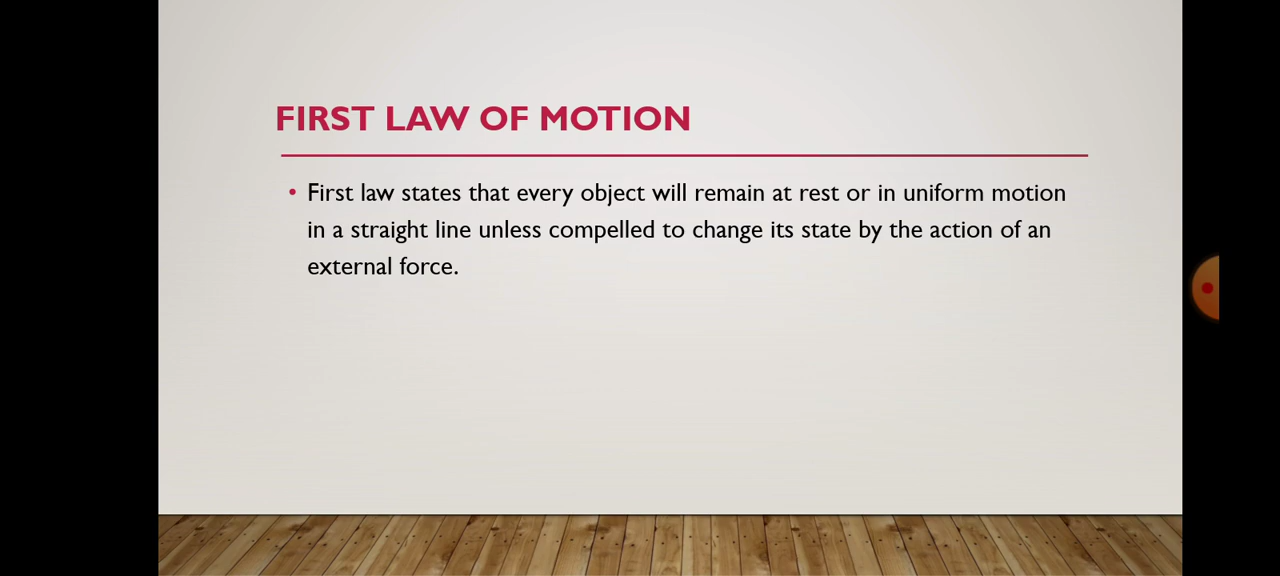 FIRST LAW OF MOTION
• First law states that every object will remain at rest or in uniform motion
in a straight line unless compelled to change its state by the action of an
external force.